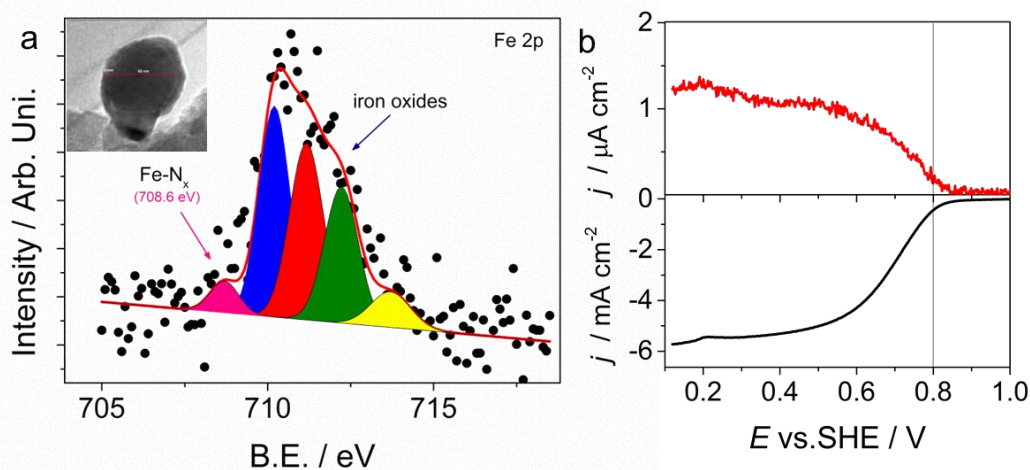 a
Fe 2p
iron oxides
Fe-Nx
(708.6 eV)
Intensity / Arb. Uni.
705
710
715
B.E. / eV
b
2
1
0
j / μA cm-2
0
-2
-4
-6
j / mA cm-2
0.2
0.4
0.6
0.8
1.0
E vs.SHE / V